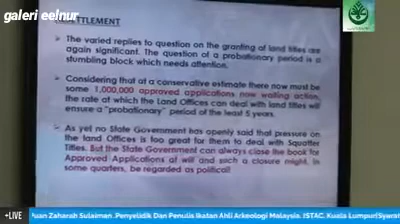 galeri eelnur
SETTLEMENT
The varied replies to question on the granting of land titles are
again significant. The question of a probationary period is a
stumbling block which needs attention.
Considering that at a conservative estimate there now must be
some 1,000,000 approved applications now waiting action,
the rate at which the Land Offices can deal with land titles will
ensure a "probationary" period of the least 5 years.
As yet no State Government has openly said that pressure on
the land Offices is too great for them to deal with Squatter
Titles. But the State Government can always close the book for
Approved Applications at will and such a closure might, in
some quarters, be regarded as political!
LIVE Puan Zaharah Sulaiman .Penyelidik Dan Penulis Ikatan Ahli Arkeologi Malaysia. ISTAC. Kuala Lumpur(Syarat